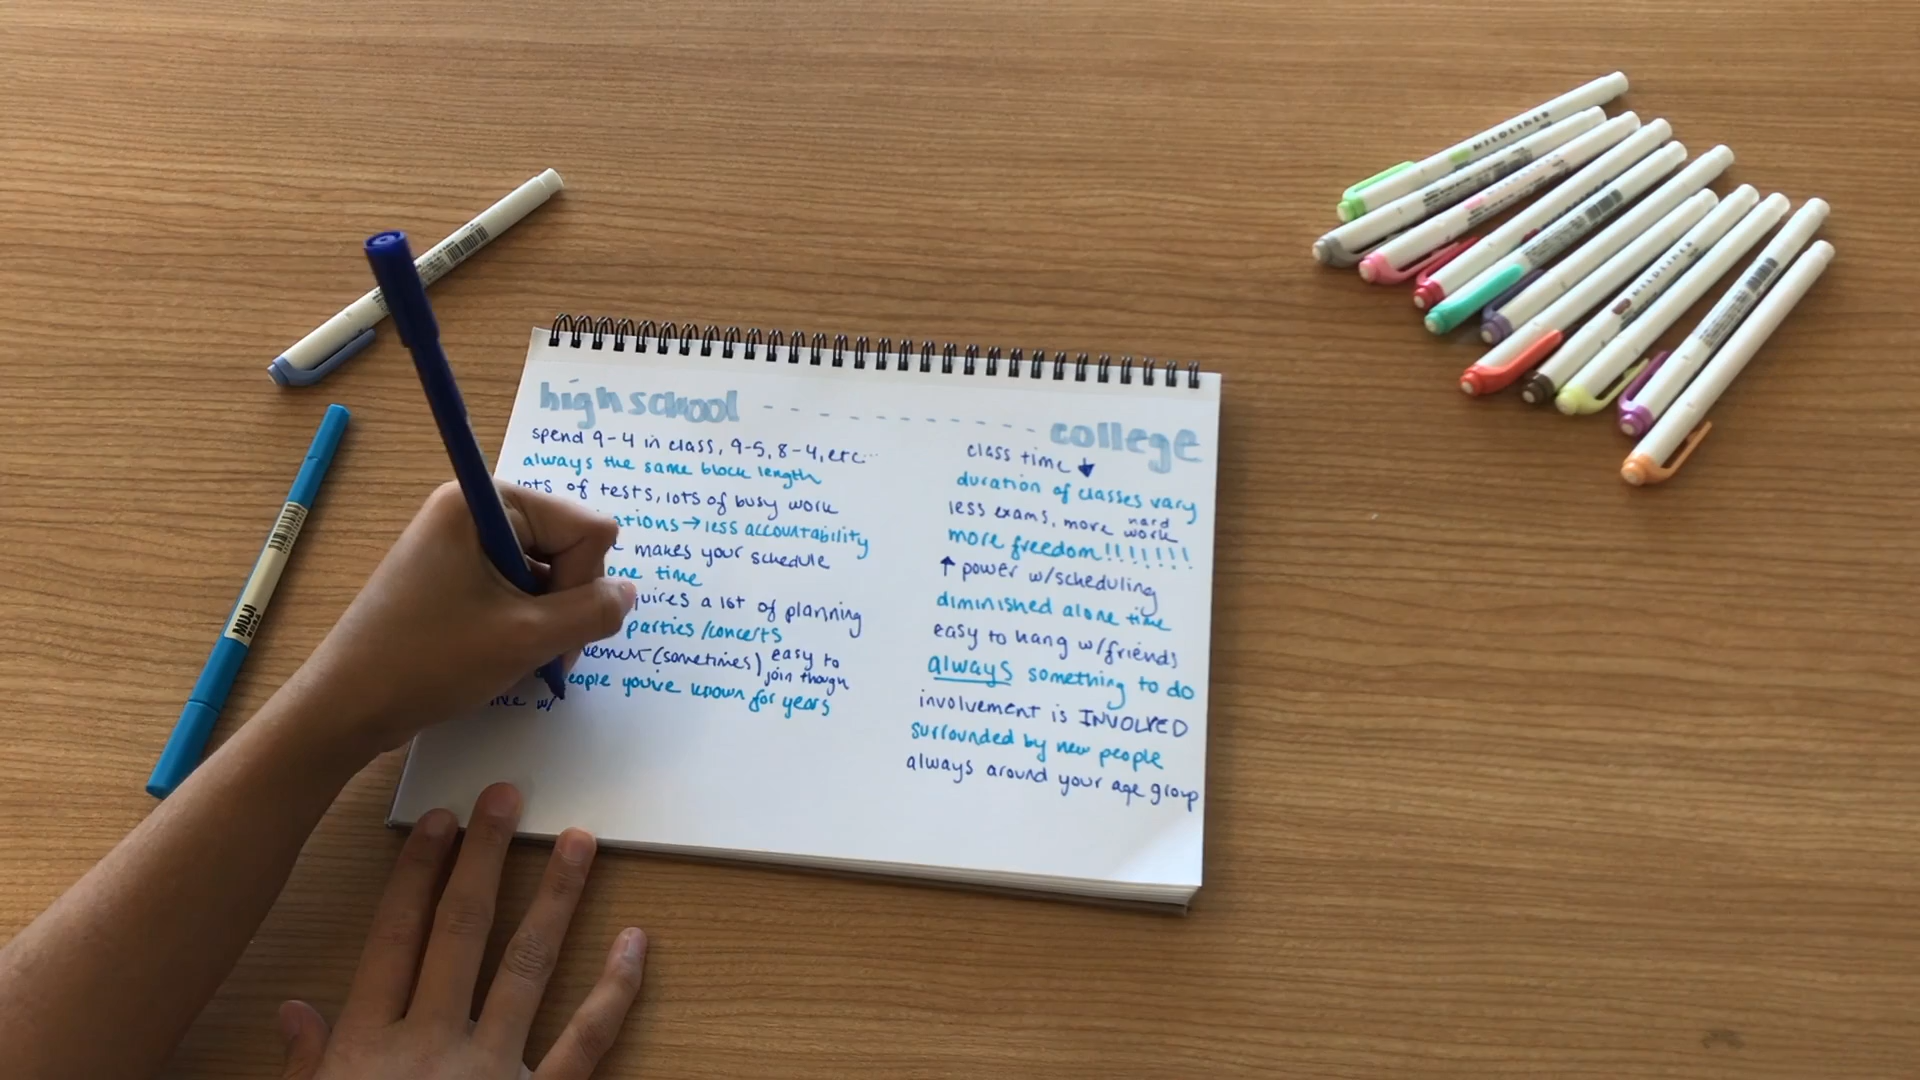 high school - - - - - - - - - - - college
spend 9-4 in class, 9-5, 8-4, etc...
always the same block length
lots of tests, lots of busy work
→ less accountability
makes your schedule
one time
a lot of planning
parties/concerts
(sometimes) easy to join though
people you've known for years
w/
class time ↓
duration of classes vary
less exams, more hard work
more freedom!!!!!!!
↑ power w/scheduling
diminished alone time
easy to hang w/friends
always something to do
involvement is INVOLVED
surrounded by new people
always around your age group
MUJI
MILDLINER
MILDLINER